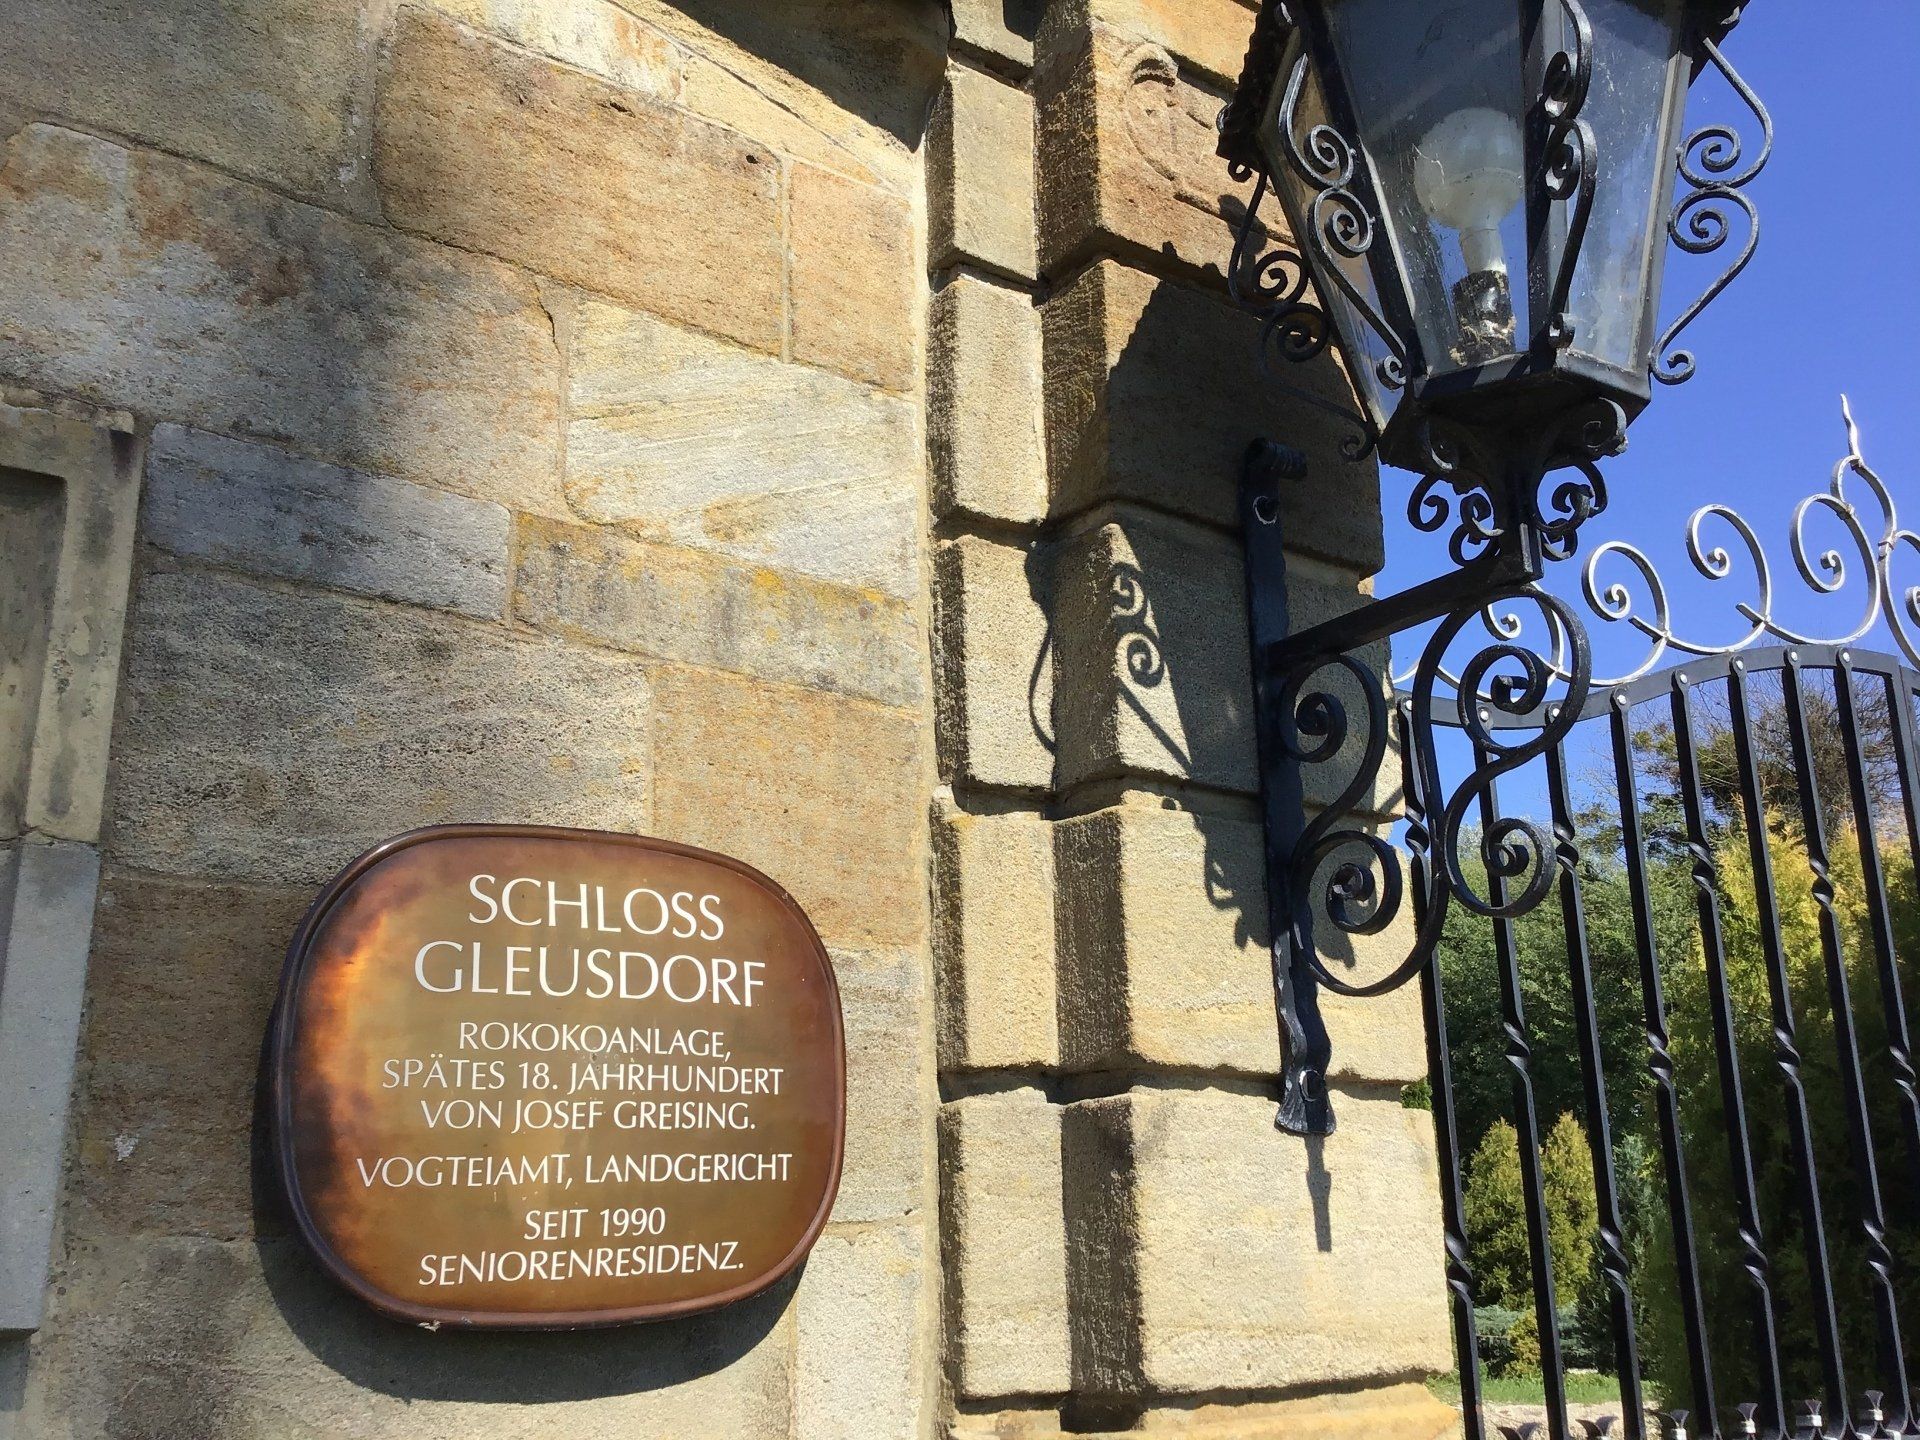 SCHLOSS
GLEUSDORF
ROKOKOANLAGE,
SPÄTES 18. JAHRHUNDERT
VON JOSEF GREISING.
VOGTEIAMT, LANDGERICHT
SEIT 1990
SENIORENRESIDENZ.